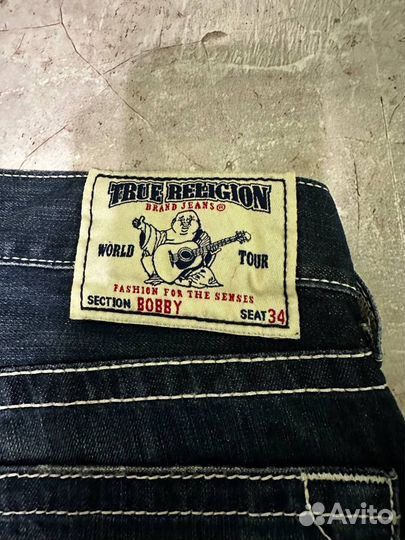 TRUE RELIGION
BRAND JEANS®
WORLD TOUR
FASHION FOR THE SENSES
SECTION BOBBY SEAT 34
Avito